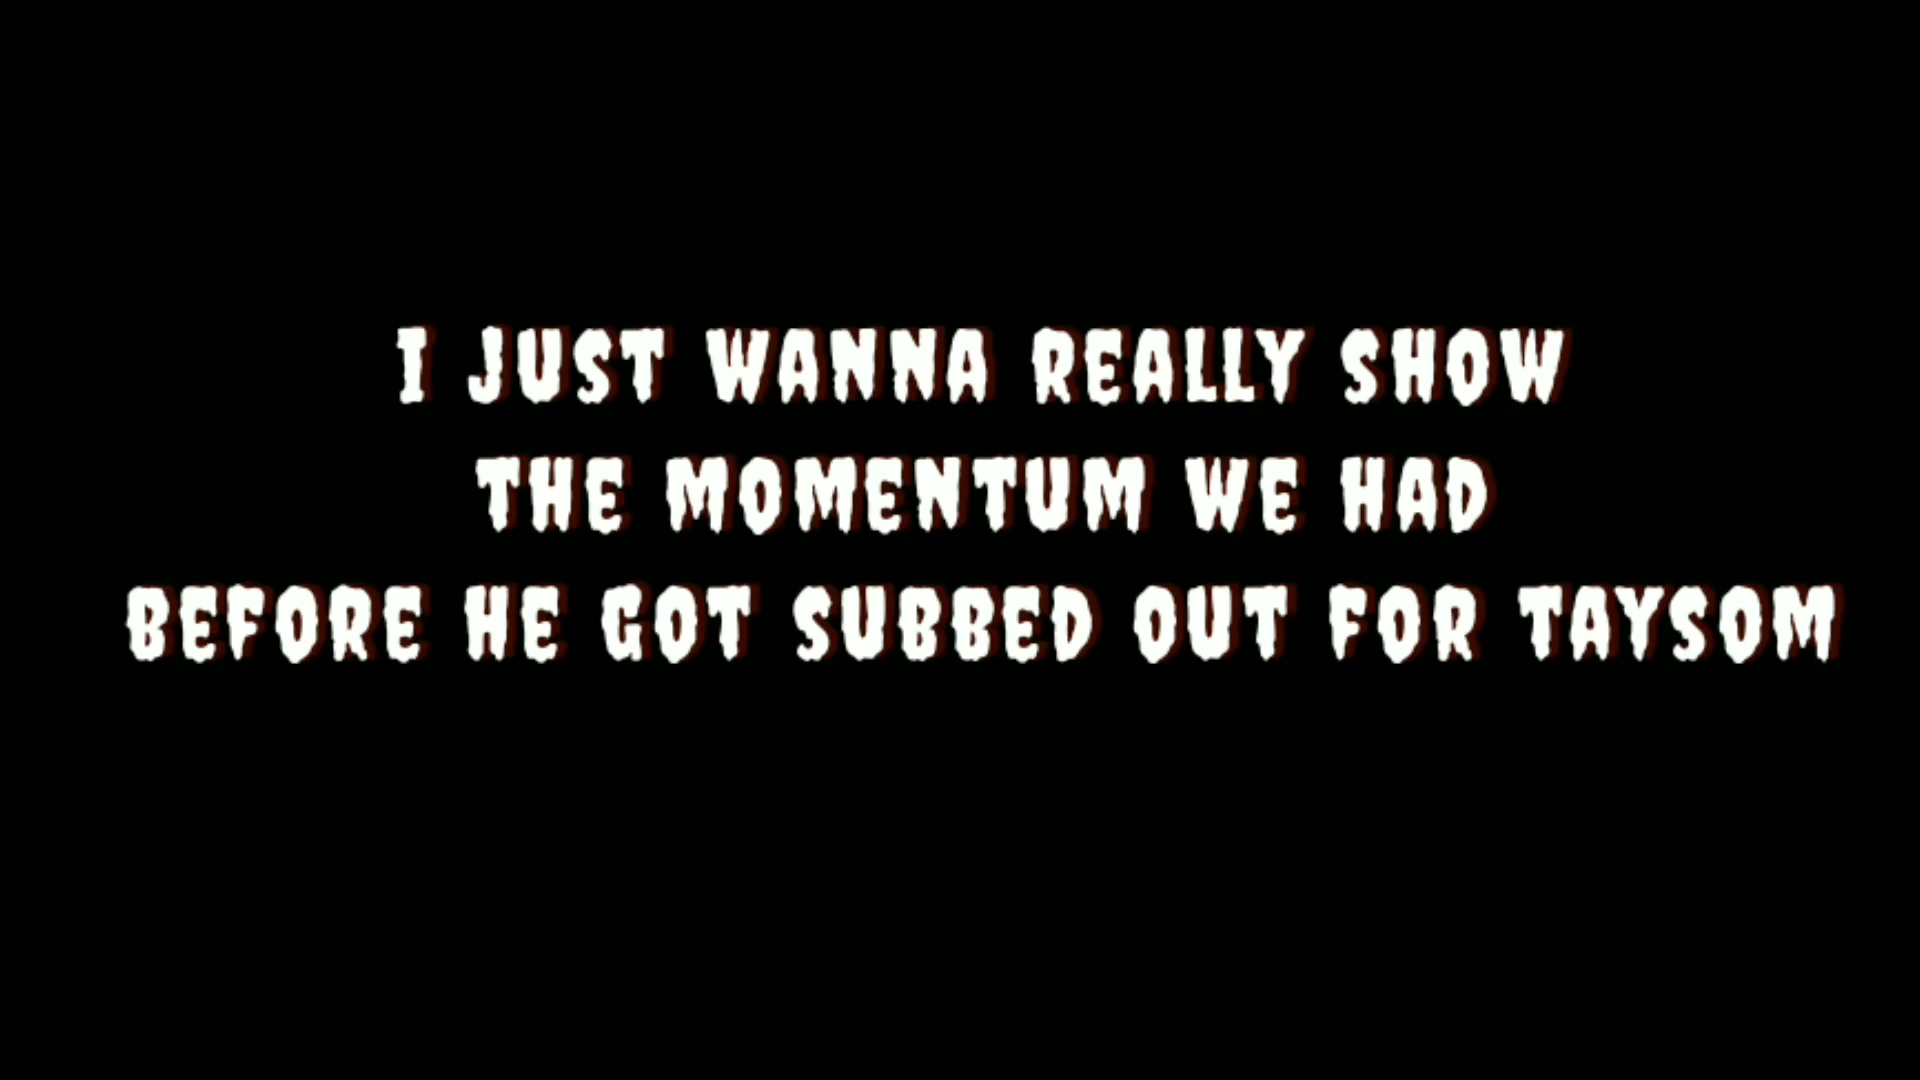 I JUST WANNA REALLY SHOW
THE MOMENTUM WE HAD
BEFORE HE GOT SUBBED OUT FOR TAYSOM